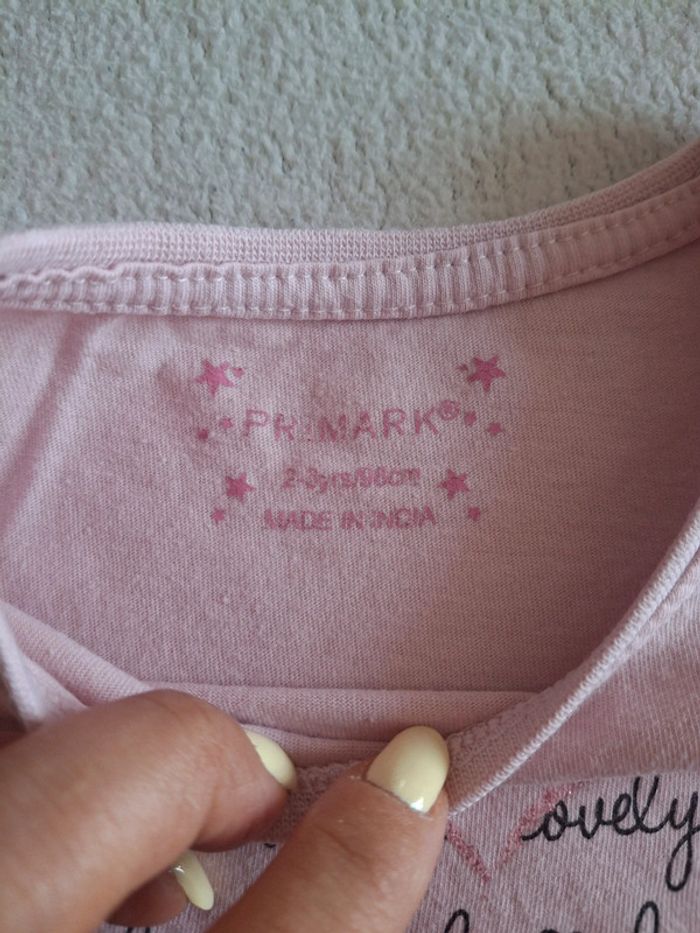 PRIMARK®
2-3yrs/98cm
MADE IN INDIA
ovely